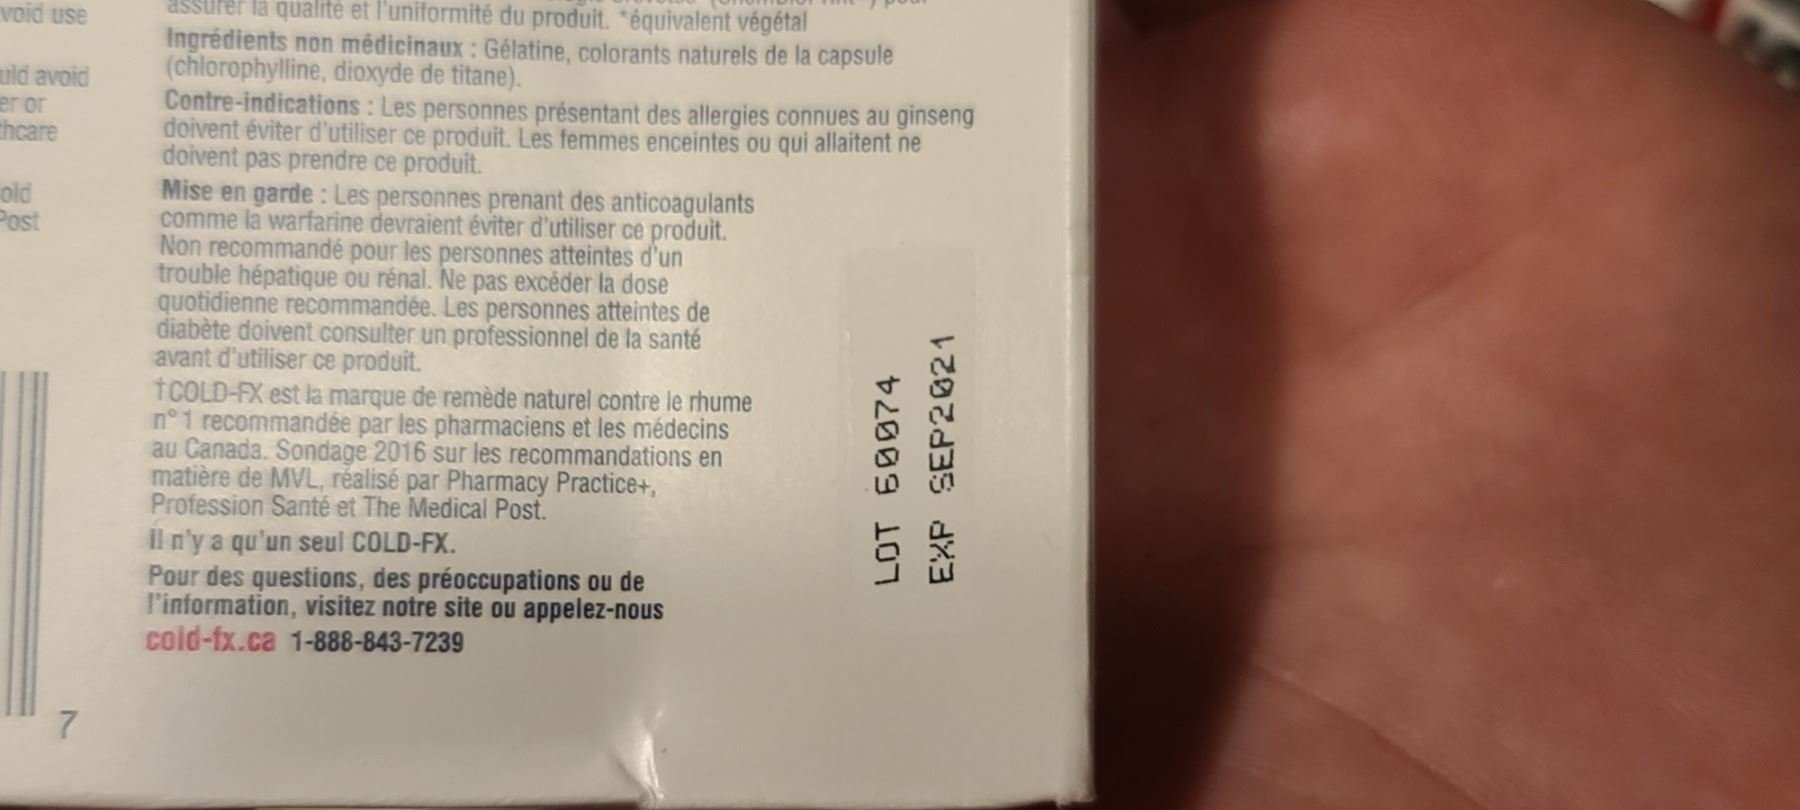 void use
uld avoid
er or
thcare
old
Post
7
assurer la qualité et l'uniformité du produit. *équivalent végétal
Ingrédients non médicinaux : Gélatine, colorants naturels de la capsule
(chlorophylline, dioxyde de titane).
Contre-indications : Les personnes présentant des allergies connues au ginseng
doivent éviter d'utiliser ce produit. Les femmes enceintes ou qui allaitent ne
doivent pas prendre ce produit.
Mise en garde : Les personnes prenant des anticoagulants
comme la warfarine devraient éviter d'utiliser ce produit.
Non recommandé pour les personnes atteintes d'un
trouble hépatique ou rénal. Ne pas excéder la dose
quotidienne recommandée. Les personnes atteintes de
diabète doivent consulter un professionnel de la santé
avant d'utiliser ce produit.
†COLD-FX est la marque de remède naturel contre le rhume
n° 1 recommandée par les pharmaciens et les médecins
au Canada. Sondage 2016 sur les recommandations en
matière de MVL, réalisé par Pharmacy Practice+,
Profession Santé et The Medical Post.
Il n'y a qu'un seul COLD-FX.
Pour des questions, des préoccupations ou de
l'information, visitez notre site ou appelez-nous
cold-fx.ca 1-888-843-7239
LOT 60074
EXP SEP2021